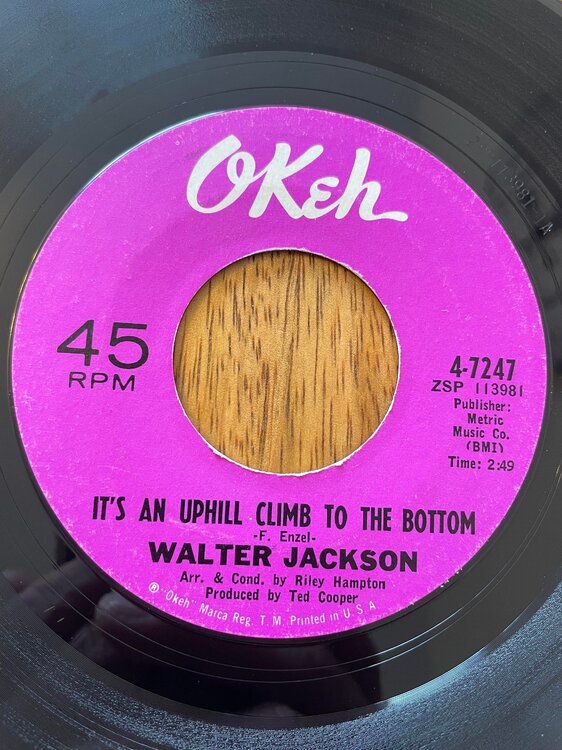 OKeh
45
RPM
4-7247
ZSP 113981
Publisher:
Metric
Music Co.
(BMI)
Time: 2:49
IT'S AN UPHILL CLIMB TO THE BOTTOM
-F. Enzel-
WALTER JACKSON
Arr. & Cond. by Riley Hampton
Produced by Ted Cooper
® "Okeh" Marca Reg. T.M. Printed in U S A